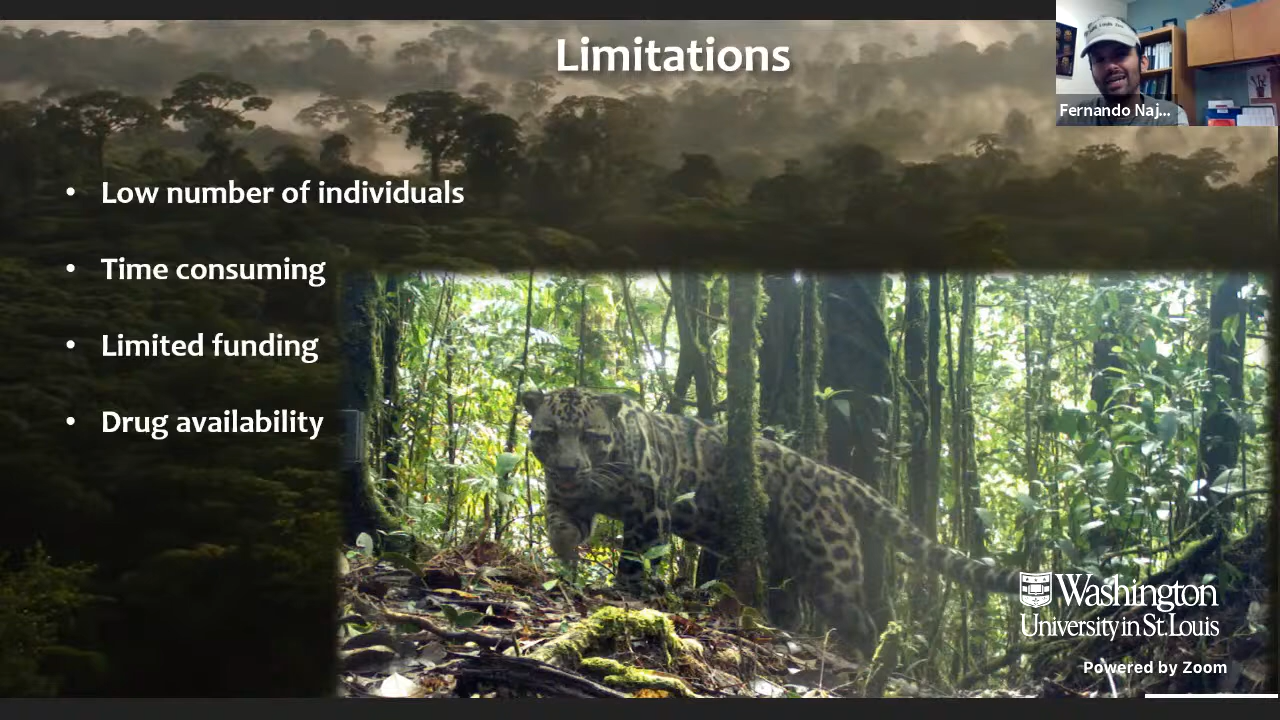 Limitations
Fernando Naj...
• Low number of individuals
• Time consuming
• Limited funding
• Drug availability
Washington
University in St. Louis
Powered by Zoom